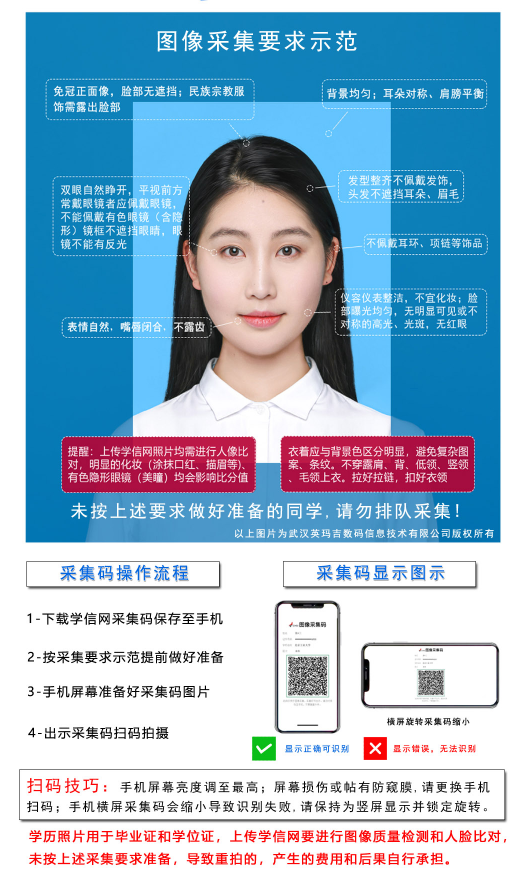 图像采集要求示范
免冠正面像，脸部无遮挡；民族宗教服
饰需露出脸部
背景均匀；耳朵对称、肩膀平衡
双眼自然睁开，平视前方
常戴眼镜者应佩戴眼镜，
不能佩戴有色眼镜（含隐
形）镜框不遮挡眼睛，眼
镜不能有反光
发型整齐不佩戴发饰，
头发不遮挡耳朵、眉毛
不佩戴耳环、项链等饰品
仪容仪表整洁，不宜化妆；脸
部曝光均匀，无明显可见或不
对称的高光、光斑，无红眼
表情自然，嘴唇闭合，不露齿
提醒：上传学信网照片均需进行人像比
对，明显的化妆（涂抹口红、描眉等)、
有色隐形眼镜（美瞳）均会影响比分值
衣着应与背景色区分明显，避免复杂图
案、条纹。不穿露肩、背、低领、竖领
、毛领上衣。拉好拉链，扣好衣领
未按上述要求做好准备的同学,请勿排队采集！
以上图片为武汉英玛吉数码信息技术有限公司版权所有
采集码操作流程
采集码显示图示
1-下载学信网采集码保存至手机
2-按采集要求示范提前做好准备
3-手机屏幕准备好采集码图片
4-出示采集码扫码拍摄
图像采集码
图像采集码
横屏旋转采集码缩小
显示正确可识别
显示错误，无法识别
扫码技巧：手机屏幕亮度调至最高；屏幕损伤或帖有防窥膜,请更换手机
扫码；手机横屏采集码会缩小导致识别失败,请保持为竖屏显示并锁定旋转。
学历照片用于毕业证和学位证，上传学信网要进行图像质量检测和人脸比对，
未按上述采集要求准备，导致重拍的，产生的费用和后果自行承担。